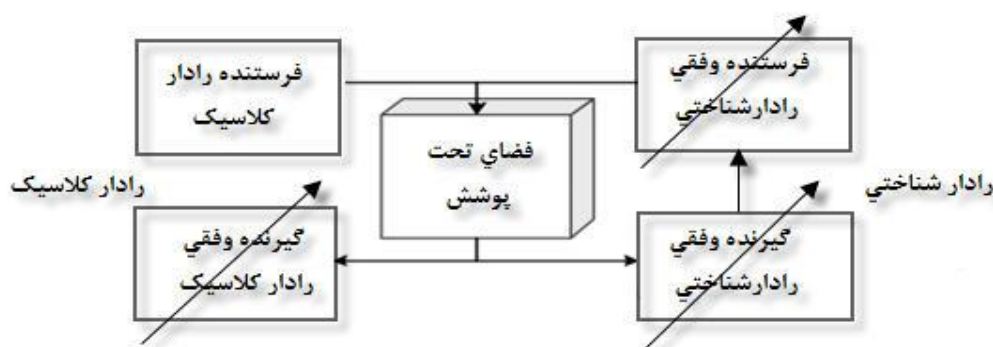 فرستنده وفقي
رادارشناختي
فرستنده رادار
کلاسیک
فضاي تحت
پوشش
رادار شناختي
رادار کلاسیک
گیرنده وفقي
رادارشناختي
گیرنده وفقي
رادار کلاسیک